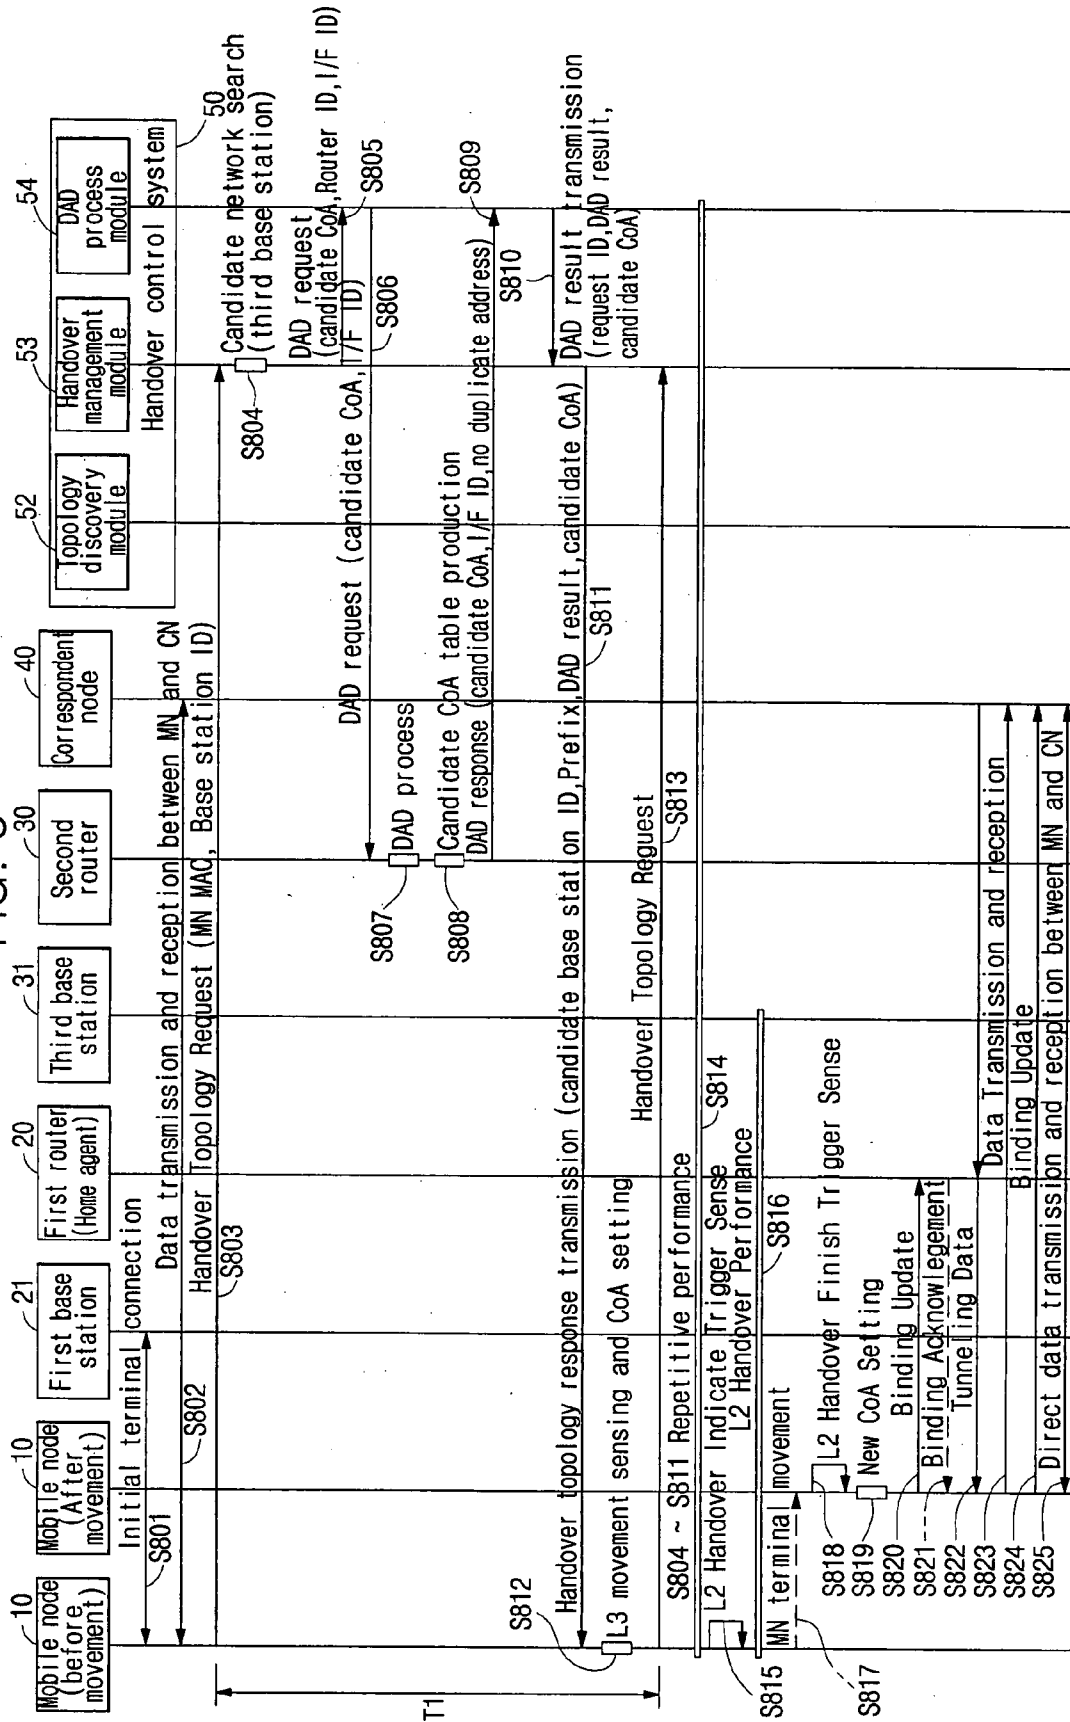 FIG. 8
10
Mobile node
(before
movement)
10
Mobile node
(After
movement)
21
First base
station
20
First router
(Home agent)
31
Third base
station
30
Second
router
40
Correspondent
node
52
Topology
discovery
module
53
Handover
management
module
54
DAD
process
module
Handover control system
50
Initial terminal connection
S801
Data transmission and reception between MN and CN
S802
Handover Topology Request (MN MAC, Base station ID)
S803
Candidate network search
(third base station)
S804
DAD request
(candidate CoA,Router ID,I/F ID)
S805
DAD request (candidate CoA, I/F ID)
S806
DAD process
S807
Candidate CoA table production
S808
DAD response (candidate CoA,I/F ID,no duplicate address)
S809
S810
DAD result transmission
(request ID,DAD result,
candidate CoA)
Handover topology response transmission (candidate base station ID,Prefix,DAD result,candidate CoA)
S811
S812
L3 movement sensing and CoA setting
T1
Handover Topology Reguest
S813
S804 ~ S811 Repetitive performance
S814
L2 Handover Indicate Trigger Sense
S815
L2 Handover Performance
S816
MN terminal movement
S817
L2 Handover Finish Trigger Sense
S818
New CoA Setting
S819
Binding Update
S820
Binding Acknowlegement
S821
Tunneling Data
S822
Data Transmission and reception
S823
Binding Update
S824
Direct data transmission and reception between MN and CN
S825